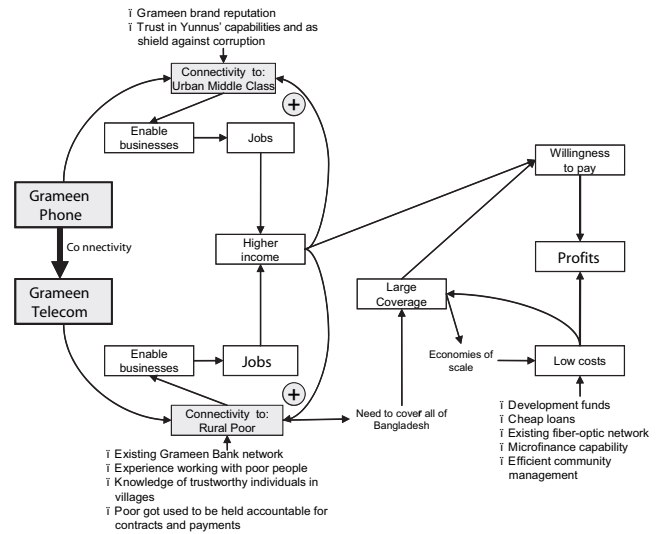 ï Grameen brand reputation
ï Trust in Yunnus' capabilities and as
shield against corruption
Connectivity to:
Urban Middle Class
+
Enable
businesses
Jobs
Grameen
Phone
Co nnectivity
Grameen
Telecom
Higher
income
Willingness
to pay
Profits
Large
Coverage
Economies of
scale
Low costs
Enable
businesses
Jobs
+
Connectivity to:
Rural Poor
Need to cover all of
Bangladesh
ï Development funds
ï Cheap loans
ï Existing fiber-optic network
ï Microfinance capability
ï Efficient community
management
ï Existing Grameen Bank network
ï Experience working with poor people
ï Knowledge of trustworthy individuals in
villages
ï Poor got used to be held accountable for
contracts and payments